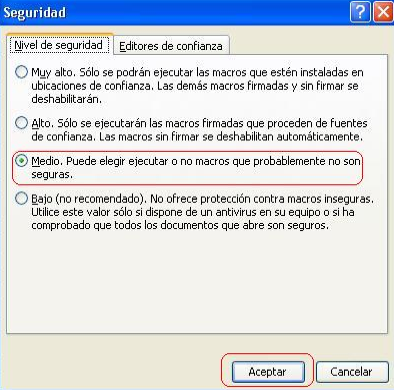 Seguridad
Nivel de seguridad
Editores de confianza
Muy alto. Sólo se podrán ejecutar las macros que estén instaladas en
ubicaciones de confianza. Las demás macros firmadas y sin firmar se
deshabilitarán.
Alto. Sólo se ejecutarán las macros firmadas que proceden de fuentes
de confianza. Las macros sin firmar se deshabilitan automáticamente.
Medio. Puede elegir ejecutar o no macros que probablemente no son
seguras.
Bajo (no recomendado). No ofrece protección contra macros inseguras.
Utilice este valor sólo si dispone de un antivirus en su equipo o si ha
comprobado que todos los documentos que abre son seguros.
Aceptar
Cancelar